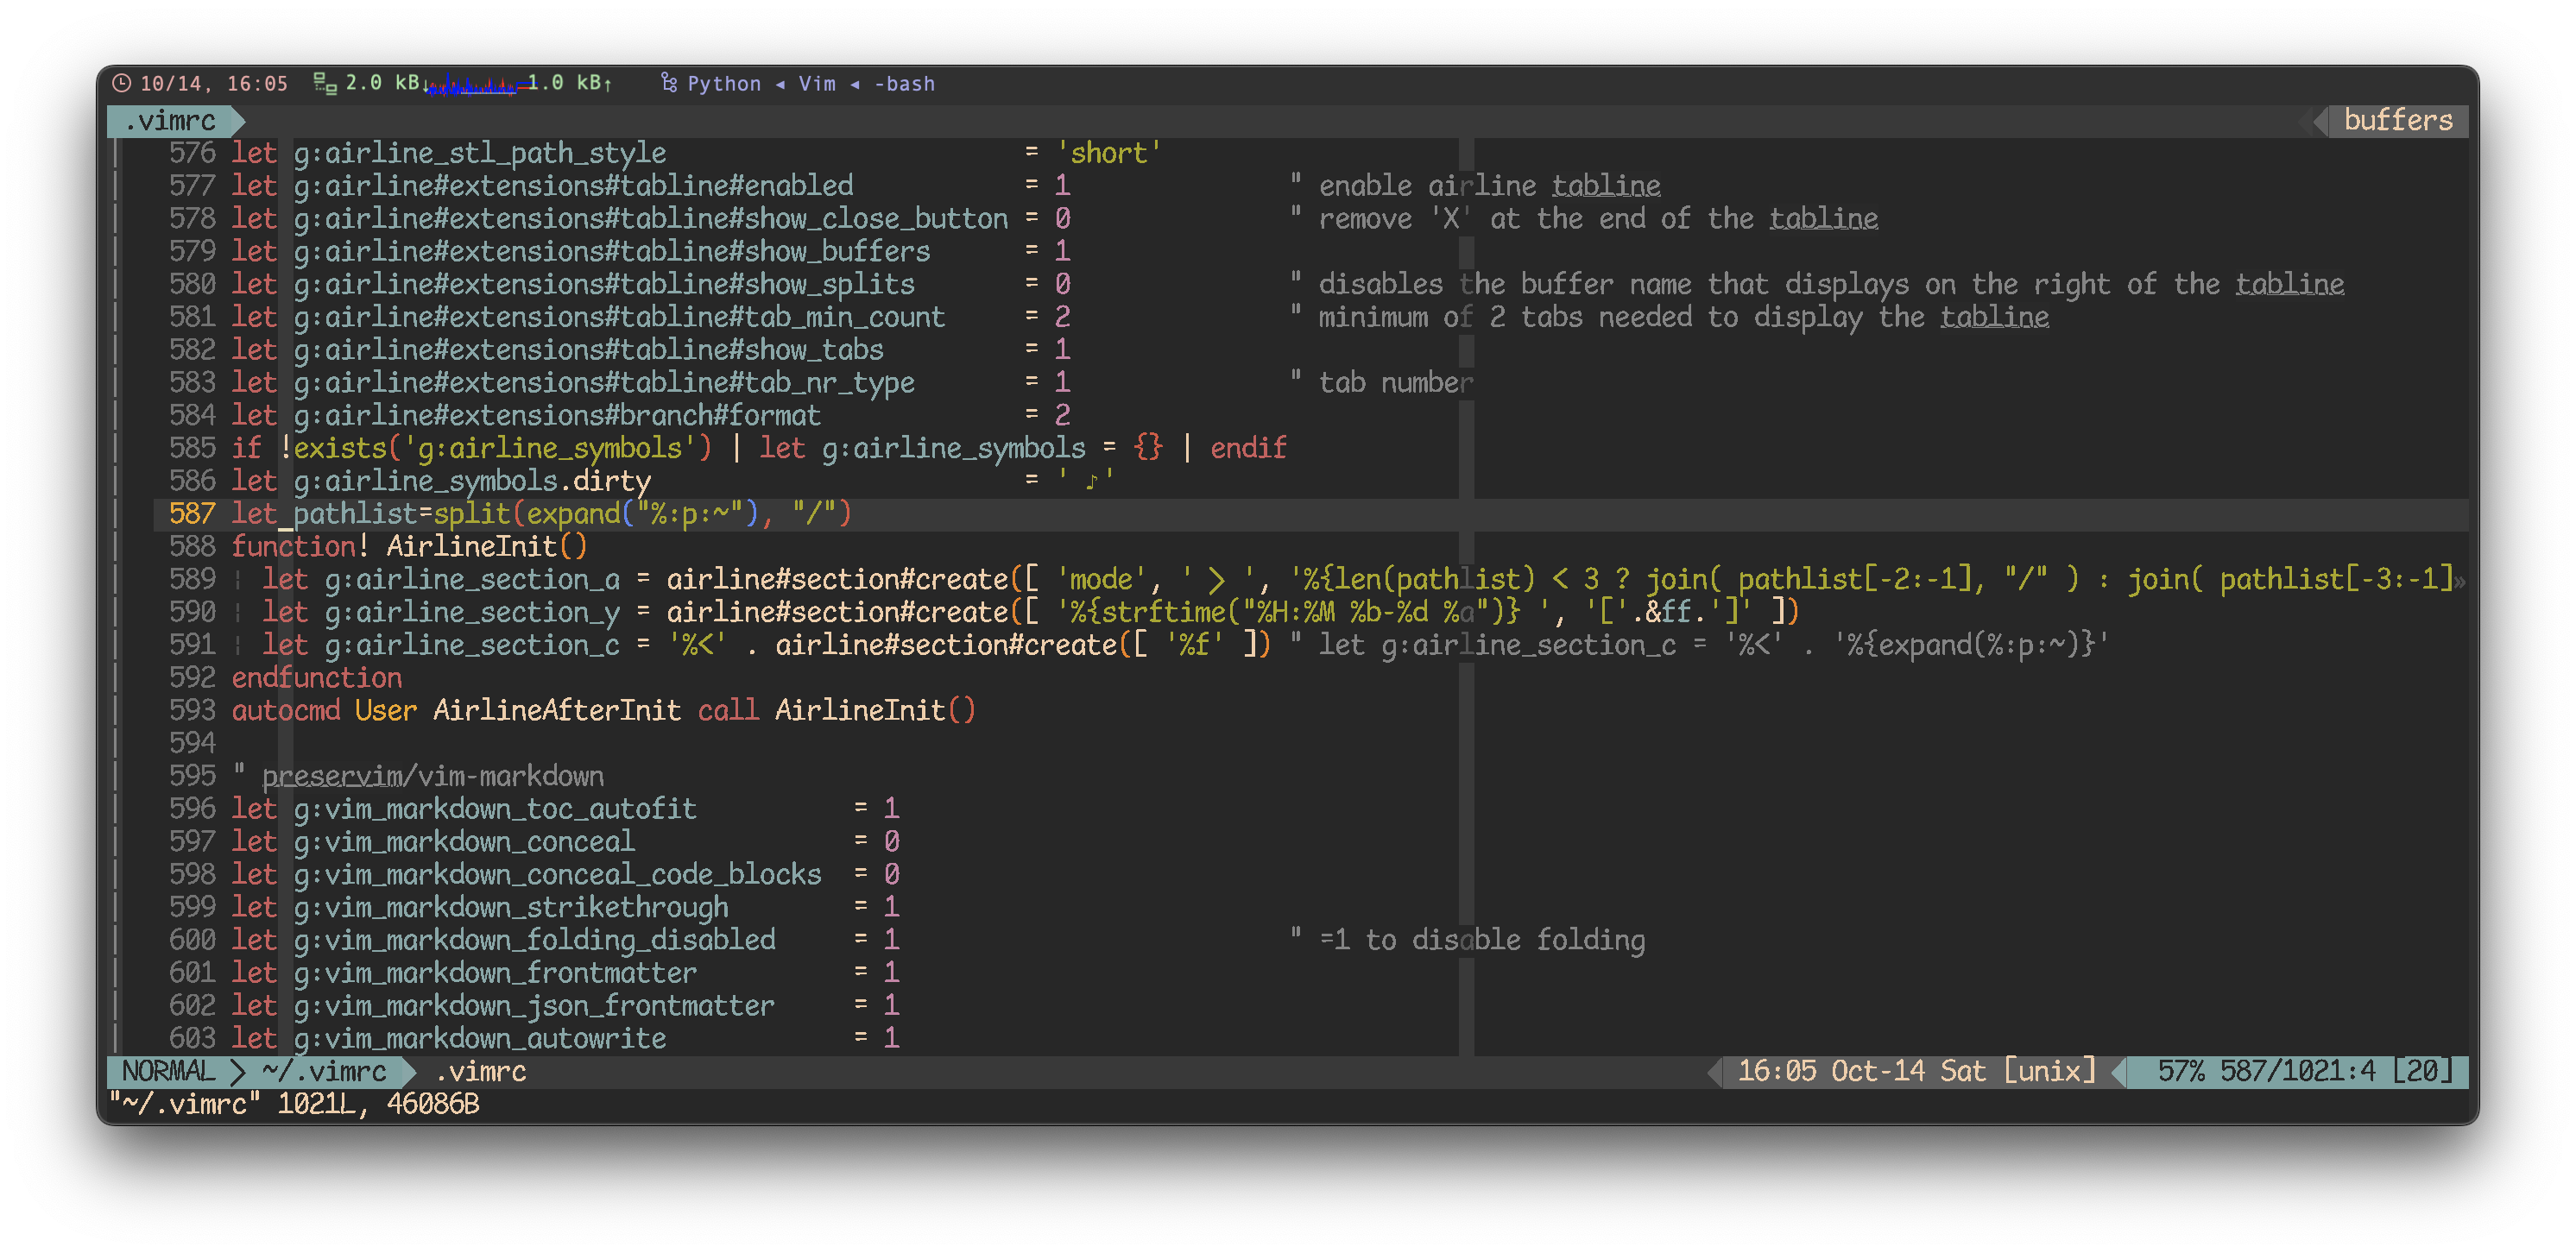 10/14, 16:05 2.0 kB↓ 1.0 kB↑ Python ◂ Vim ◂ -bash
.vimrc buffers
576 let g:airline_stl_path_style = 'short'
577 let g:airline#extensions#tabline#enabled = 1 " enable airline tabline
578 let g:airline#extensions#tabline#show_close_button = 0 " remove 'X' at the end of the tabline
579 let g:airline#extensions#tabline#show_buffers = 1
580 let g:airline#extensions#tabline#show_splits = 0 " disables the buffer name that displays on the right of the tabline
581 let g:airline#extensions#tabline#tab_min_count = 2 " minimum of 2 tabs needed to display the tabline
582 let g:airline#extensions#tabline#show_tabs = 1
583 let g:airline#extensions#tabline#tab_nr_type = 1 " tab number
584 let g:airline#extensions#branch#format = 2
585 if !exists('g:airline_symbols') | let g:airline_symbols = {} | endif
586 let g:airline_symbols.dirty = ' ♪'
587 let pathlist=split(expand("%:p:~"), "/")
588 function! AirlineInit()
589 ¦ let g:airline_section_a = airline#section#create([ 'mode', ' > ', '%{len(pathlist) < 3 ? join( pathlist[-2:-1], "/" ) : join( pathlist[-3:-1]»
590 ¦ let g:airline_section_y = airline#section#create([ '%{strftime("%H:%M %b-%d %a")} ', '['.&ff.']' ])
591 ¦ let g:airline_section_c = '%<' . airline#section#create([ '%f' ]) " let g:airline_section_c = '%<' . '%{expand(%:p:~)}'
592 endfunction
593 autocmd User AirlineAfterInit call AirlineInit()
594
595 " preservim/vim-markdown
596 let g:vim_markdown_toc_autofit = 1
597 let g:vim_markdown_conceal = 0
598 let g:vim_markdown_conceal_code_blocks = 0
599 let g:vim_markdown_strikethrough = 1
600 let g:vim_markdown_folding_disabled = 1 " =1 to disable folding
601 let g:vim_markdown_frontmatter = 1
602 let g:vim_markdown_json_frontmatter = 1
603 let g:vim_markdown_autowrite = 1
NORMAL > ~/.vimrc .vimrc 16:05 Oct-14 Sat [unix] 57% 587/1021:4 [20]
"~/.vimrc" 1021L, 46086B